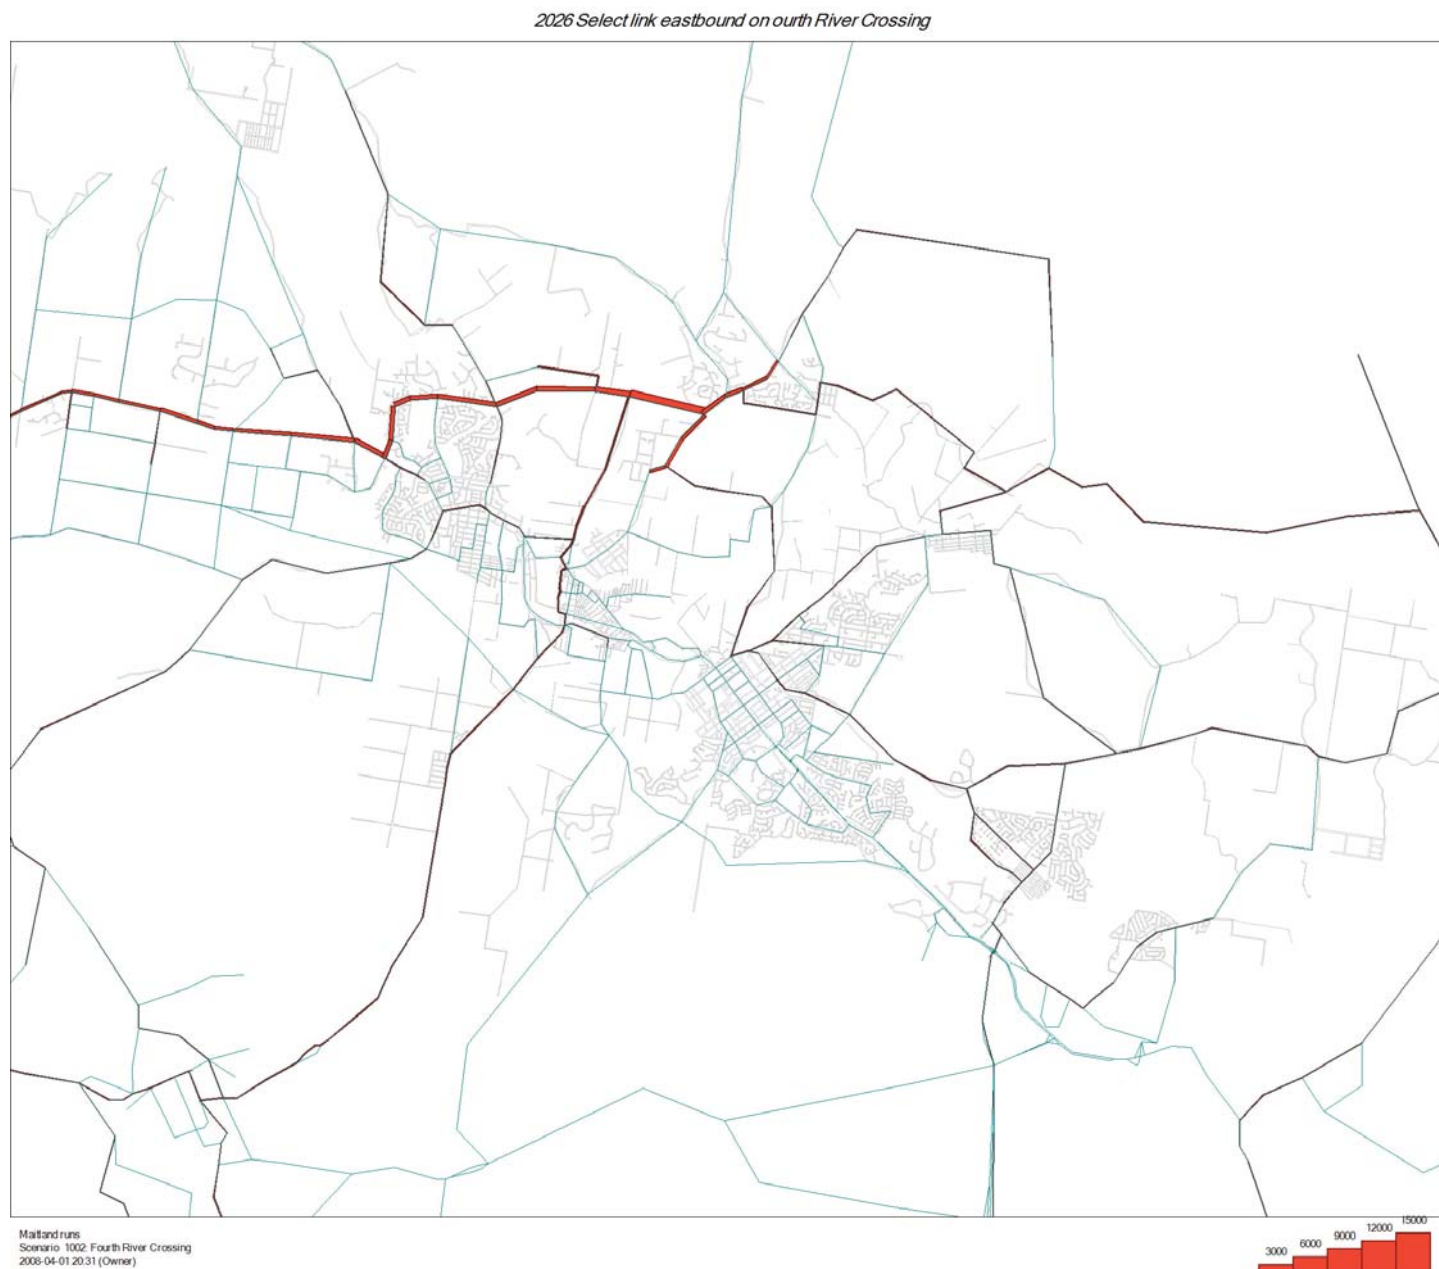 2026 Select link eastbound on ourth River Crossing
Maitland runs
Scenario 1002: Fourth River Crossing
2008-04-01 20:31 (Owner)
3000 6000 9000 12000 15000